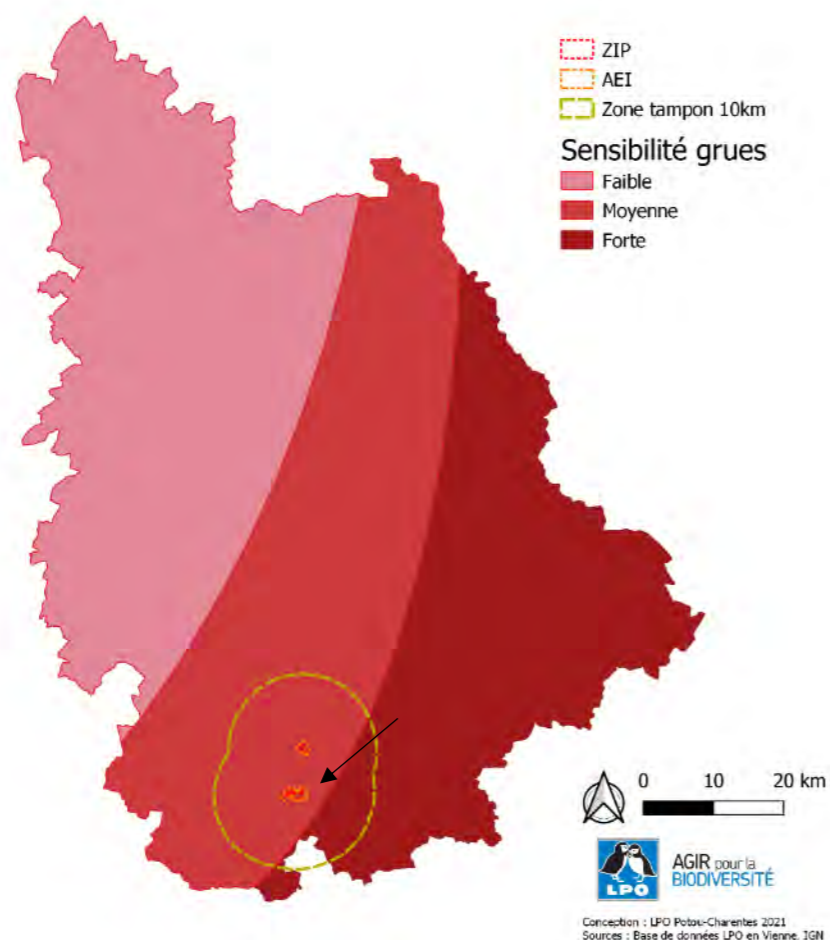 ZIP
AEI
Zone tampon 10km
Sensibilité grues
Faible
Moyenne
Forte
0 10 20 km
LPO
AGIR pour la
BIODIVERSITÉ
Conception : LPO Poitou-Charentes 2021
Sources : Base de données LPO en Vienne, IGN